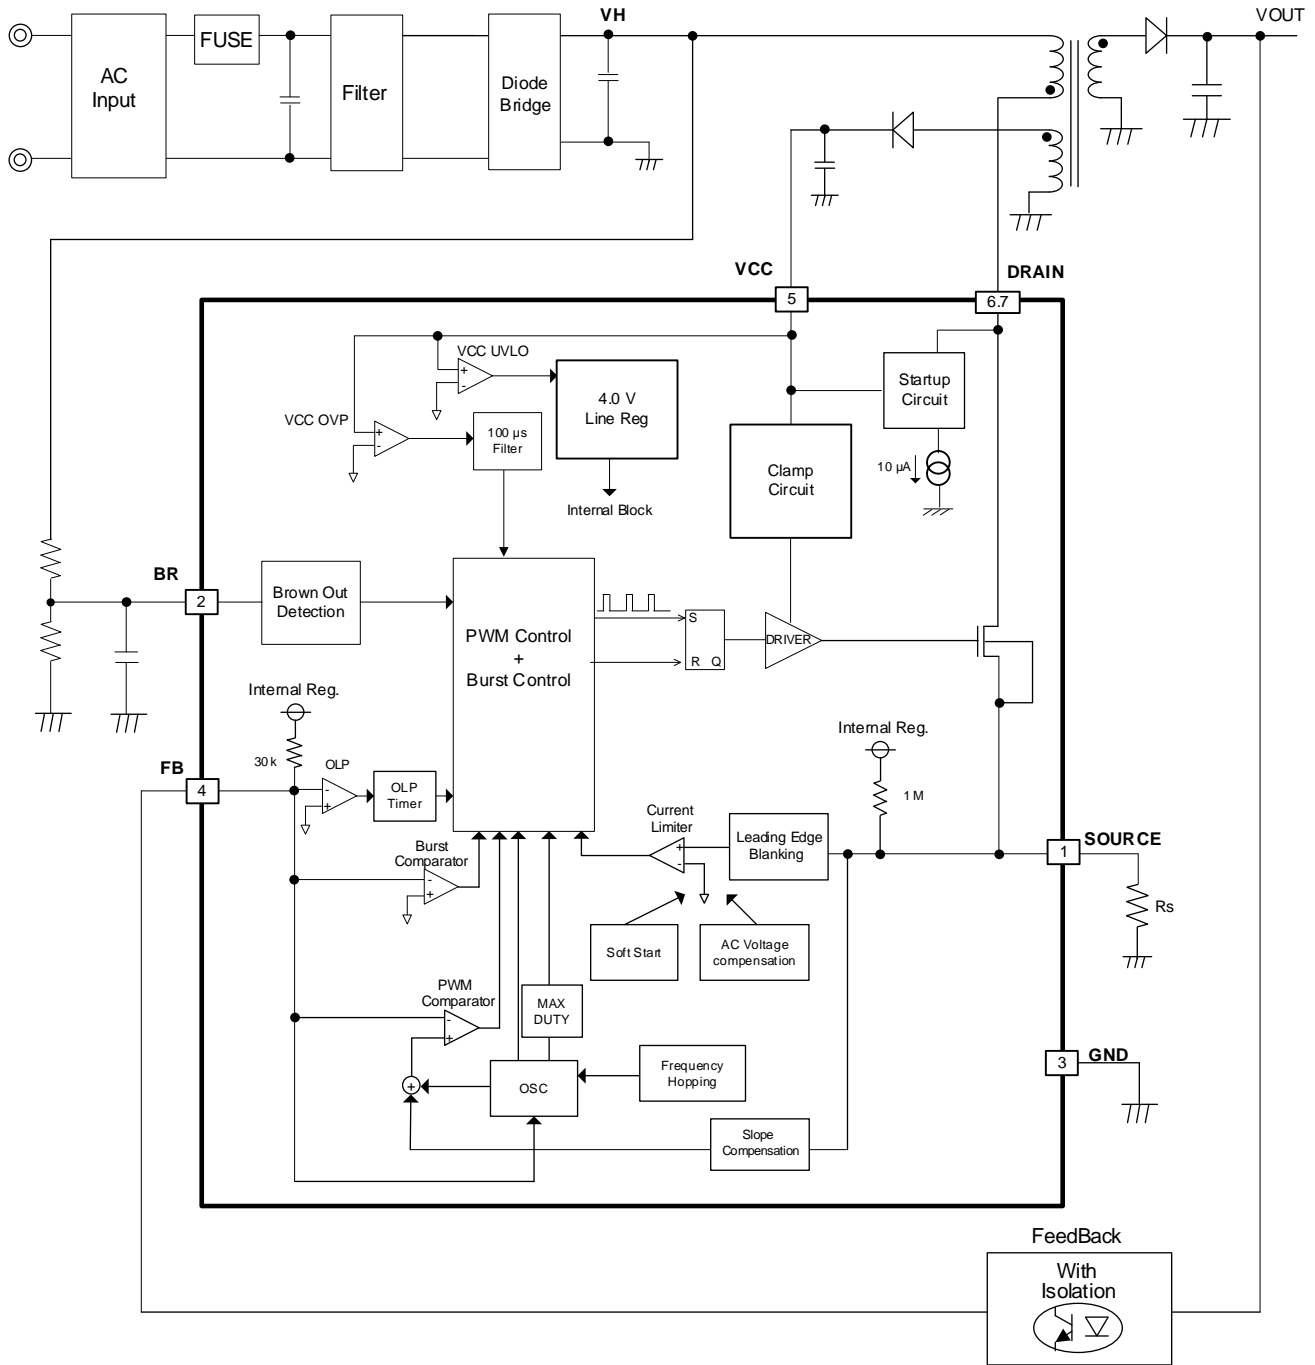 VH
VOUT
FUSE
AC
Input
Filter
Diode
Bridge
VCC
DRAIN
5
6.7
VCC UVLO
+
-
4.0 V
Line Reg
Startup
Circuit
VCC OVP
+
-
100 μs
Filter
10 μA
Clamp
Circuit
Internal Block
BR
2
Brown Out
Detection
PWM Control
+
Burst Control
S
R Q
DRIVER
Internal Reg.
30 k
Internal Reg.
1 M
FB
4
OLP
-
+
OLP
Timer
Current
Limiter
+
-
Leading Edge
Blanking
1
SOURCE
Rs
Burst
Comparator
-
+
Soft Start
AC Voltage
compensation
PWM
Comparator
-
+
MAX
DUTY
+
OSC
Frequency
Hopping
3
GND
Slope
Compensation
FeedBack
With
Isolation